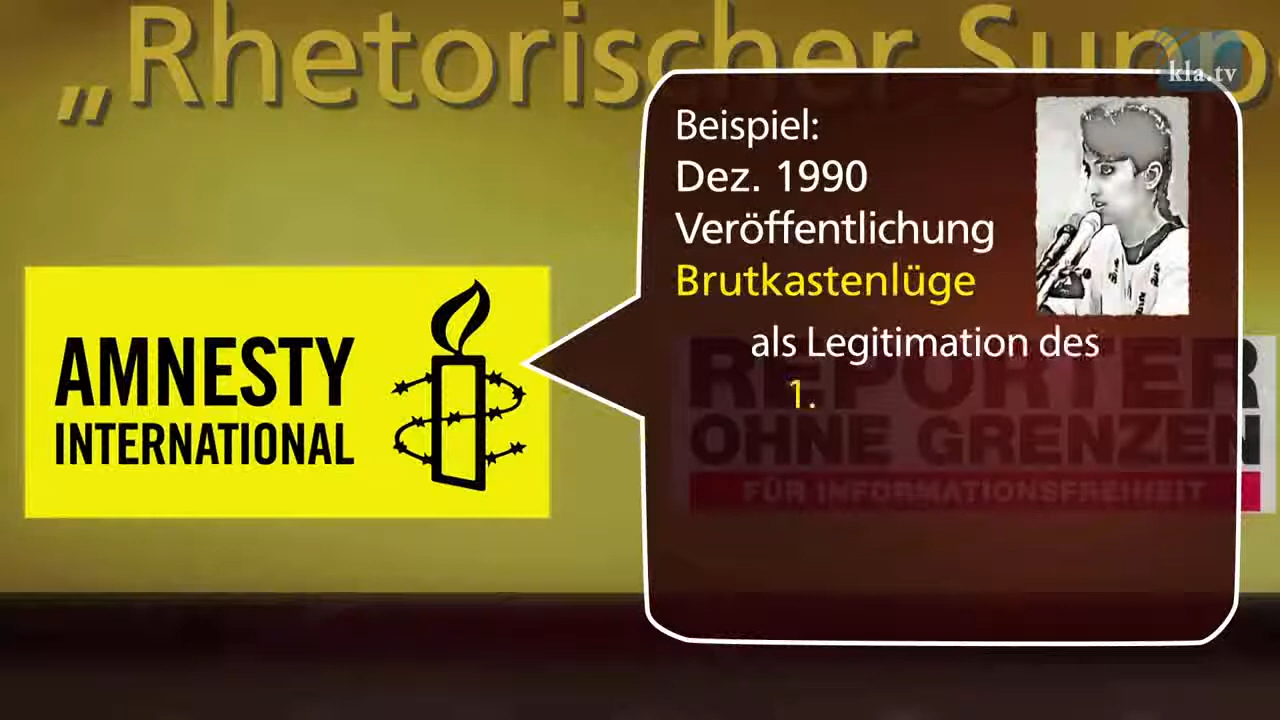 „Rhetorischer Supp
kla.tv
Beispiel:
Dez. 1990
Veröffentlichung
Brutkastenlüge
als Legitimation des
1.
AMNESTY
INTERNATIONAL
REPORTER
OHNE GRENZEN
FÜR INFORMATIONSFREIHEIT